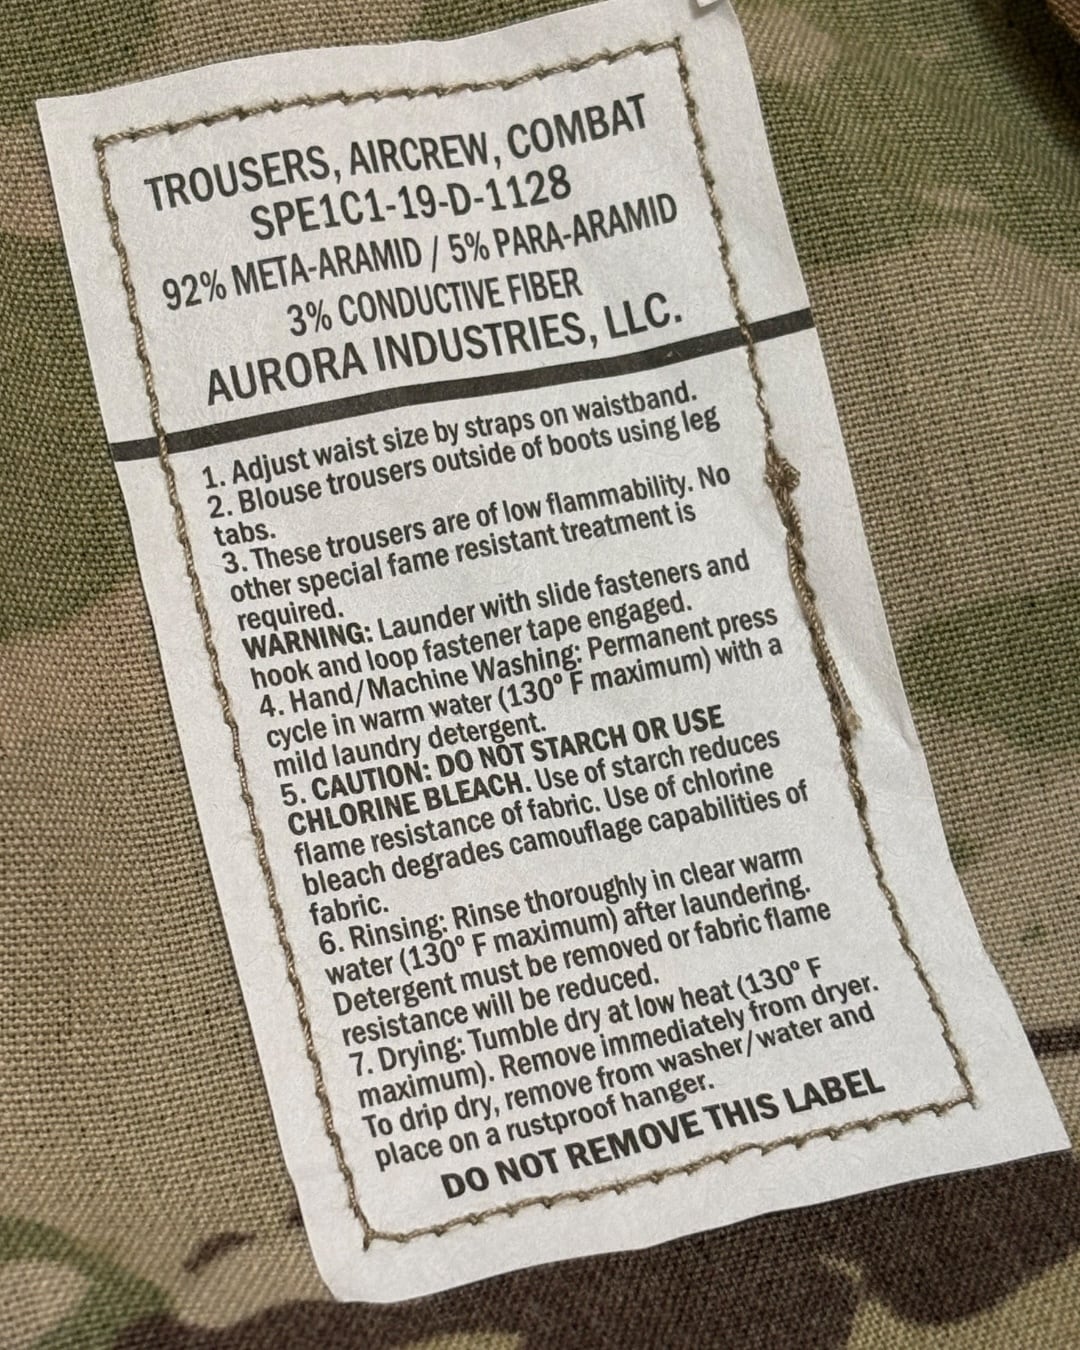 TROUSERS, AIRCREW, COMBAT
SPE1C1-19-D-1128
92% META-ARAMID / 5% PARA-ARAMID
3% CONDUCTIVE FIBER
AURORA INDUSTRIES, LLC.
1. Adjust waist size by straps on waistband.
2. Blouse trousers outside of boots using leg
tabs.
3. These trousers are of low flammability. No
other special fame resistant treatment is
required.
WARNING: Launder with slide fasteners and
hook and loop fastener tape engaged.
4. Hand/Machine Washing: Permanent press
cycle in warm water (130° F maximum) with a
mild laundry detergent.
5. CAUTION: DO NOT STARCH OR USE
CHLORINE BLEACH. Use of starch reduces
flame resistance of fabric. Use of chlorine
bleach degrades camouflage capabilities of
fabric.
6. Rinsing: Rinse thoroughly in clear warm
water (130° F maximum) after laundering.
Detergent must be removed or fabric flame
resistance will be reduced.
7. Drying: Tumble dry at low heat (130° F
maximum). Remove immediately from dryer.
To drip dry, remove from washer/water and
place on a rustproof hanger.
DO NOT REMOVE THIS LABEL